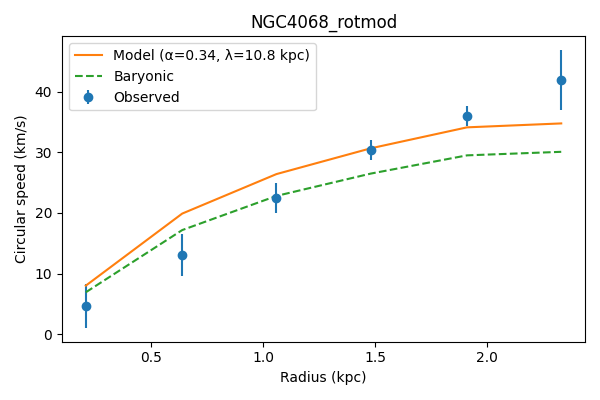 NGC4068_rotmod
Model (α=0.34, λ=10.8 kpc)
Baryonic
Observed
Circular speed (km/s)
40
30
20
10
0
0.5
1.0
1.5
2.0
Radius (kpc)